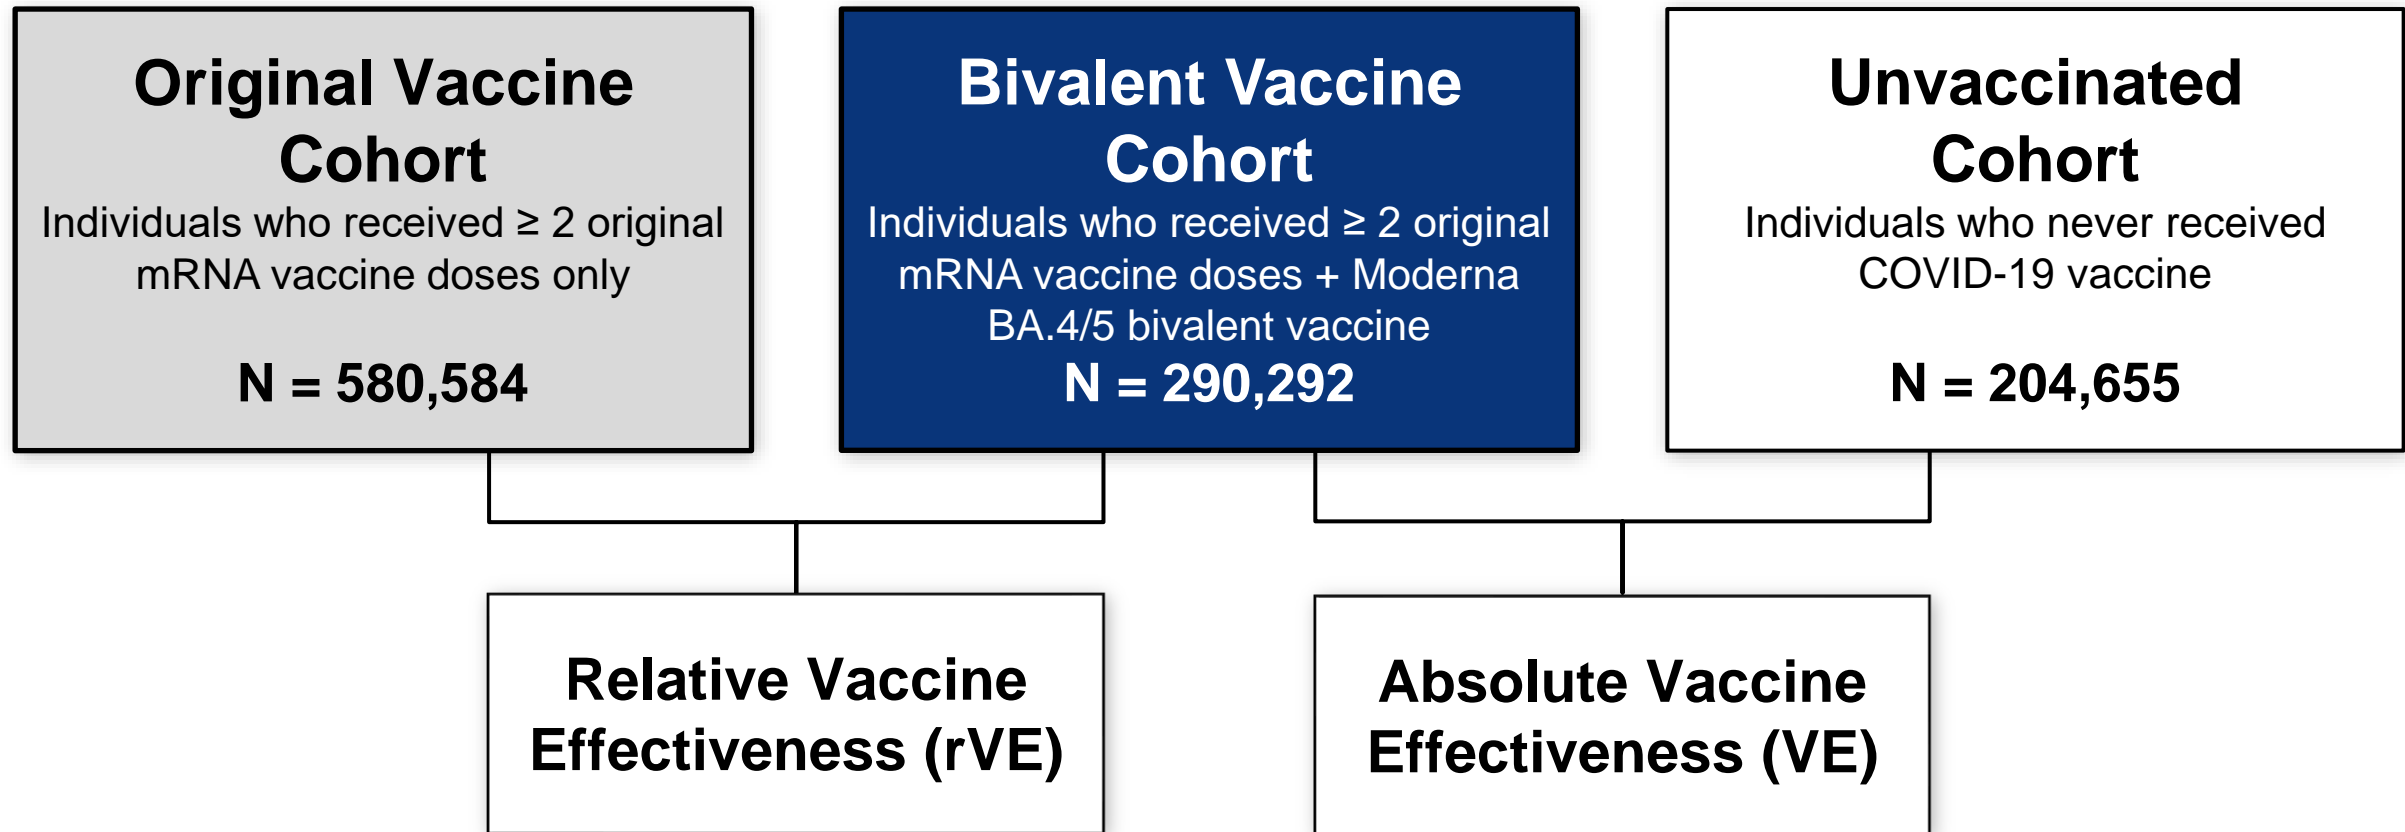 Original Vaccine
Cohort
Individuals who received ≥ 2 original
mRNA vaccine doses only
N = 580,584
Bivalent Vaccine
Cohort
Individuals who received ≥ 2 original
mRNA vaccine doses + Moderna
BA.4/5 bivalent vaccine
N = 290,292
Unvaccinated
Cohort
Individuals who never received
COVID-19 vaccine
N = 204,655
Relative Vaccine
Effectiveness (rVE)
Absolute Vaccine
Effectiveness (VE)